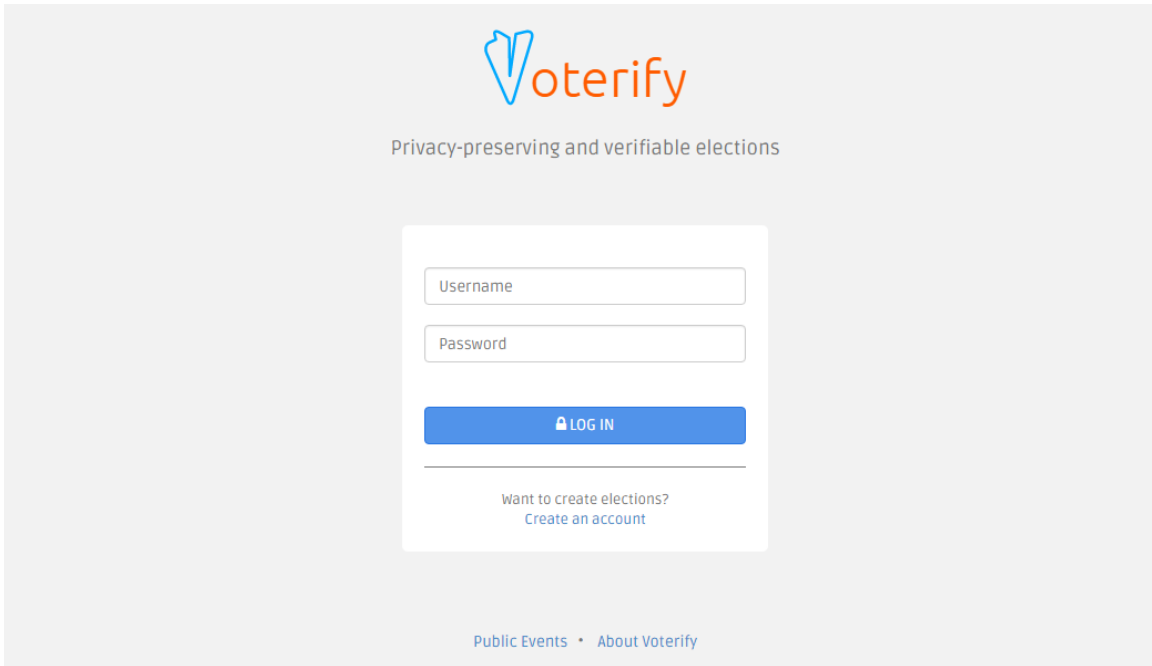 Voterify
Privacy-preserving and verifiable elections
Username
Password
LOG IN
Want to create elections?
Create an account
Public Events • About Voterify